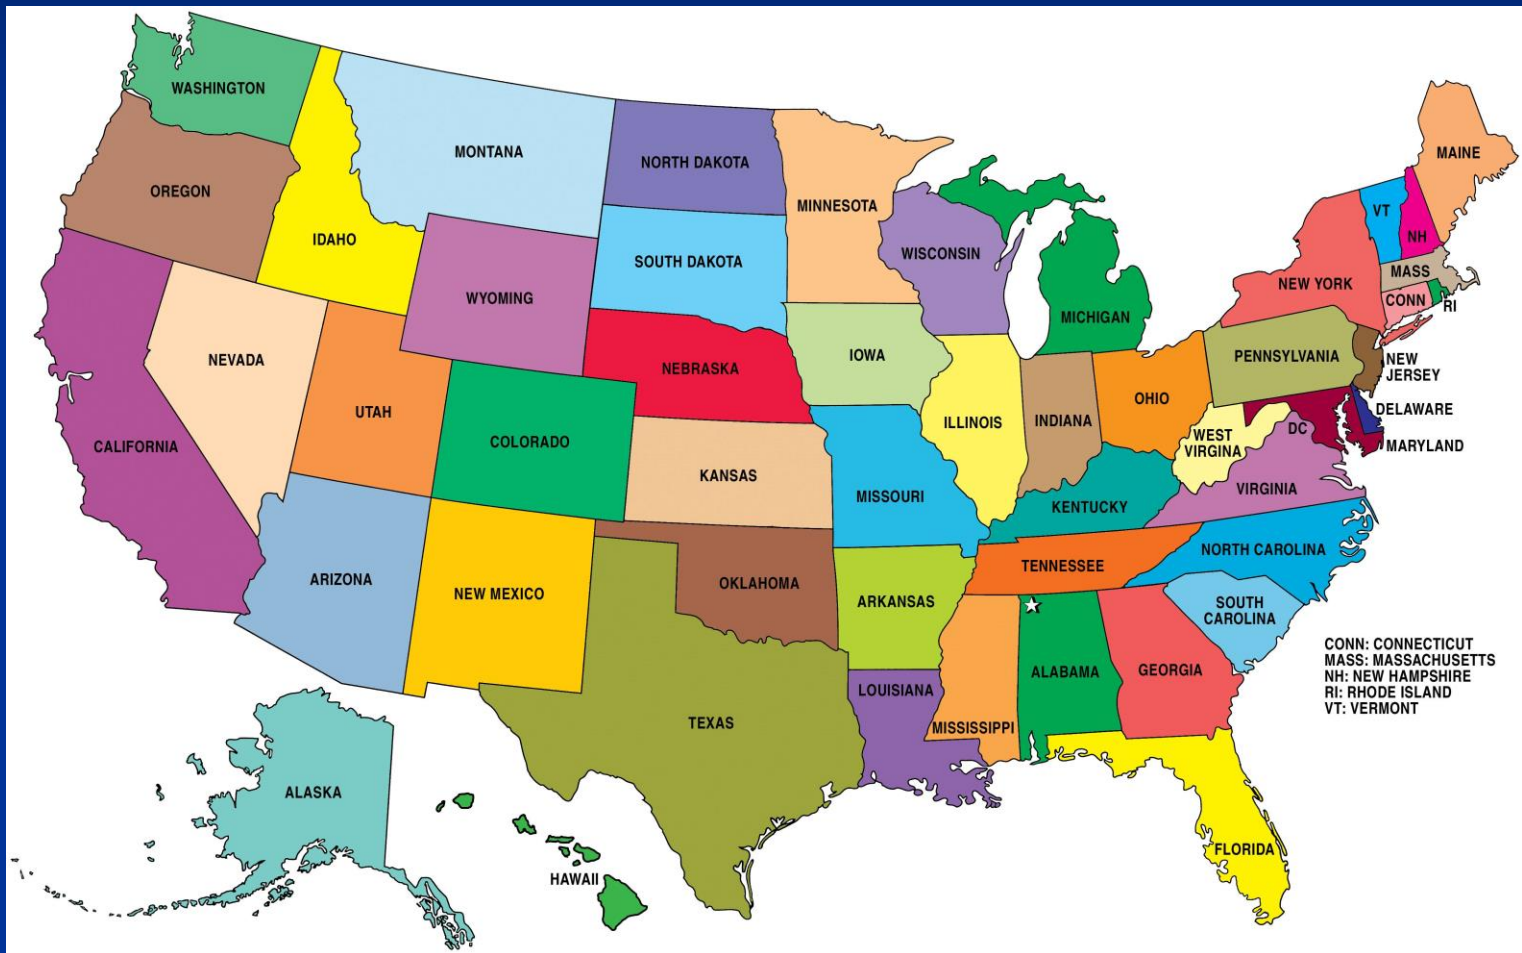 WASHINGTON
OREGON
IDAHO
MONTANA
NORTH DAKOTA
MINNESOTA
SOUTH DAKOTA
WYOMING
WISCONSIN
MICHIGAN
MAINE
VT
NH
NEW YORK
MASS
CONN
RI
CALIFORNIA
NEVADA
UTAH
COLORADO
NEBRASKA
IOWA
ILLINOIS
INDIANA
OHIO
PENNSYLVANIA
NEW
JERSEY
DELAWARE
MARYLAND
DC
WEST
VIRGINA
VIRGINIA
KANSAS
MISSOURI
KENTUCKY
ARIZONA
NEW MEXICO
OKLAHOMA
ARKANSAS
TENNESSEE
NORTH CAROLINA
SOUTH
CAROLINA
TEXAS
LOUISIANA
MISSISSIPPI
ALABAMA
GEORGIA
CONN: CONNECTICUT
MASS: MASSACHUSETTS
NH: NEW HAMPSHIRE
RI: RHODE ISLAND
VT: VERMONT
ALASKA
HAWAII
FLORIDA